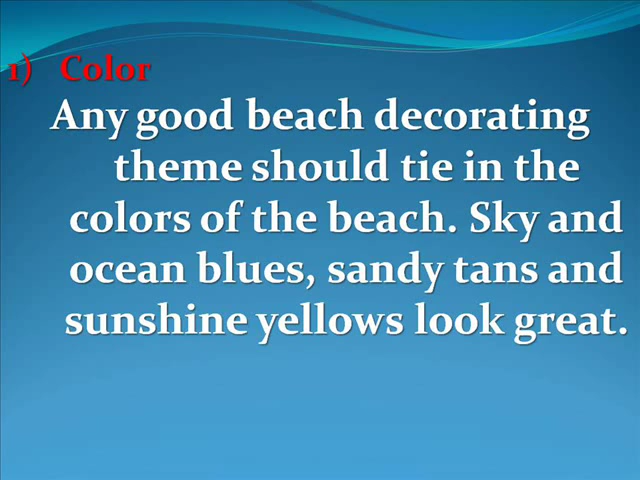 1) Color
Any good beach decorating
theme should tie in the
colors of the beach. Sky and
ocean blues, sandy tans and
sunshine yellows look great.